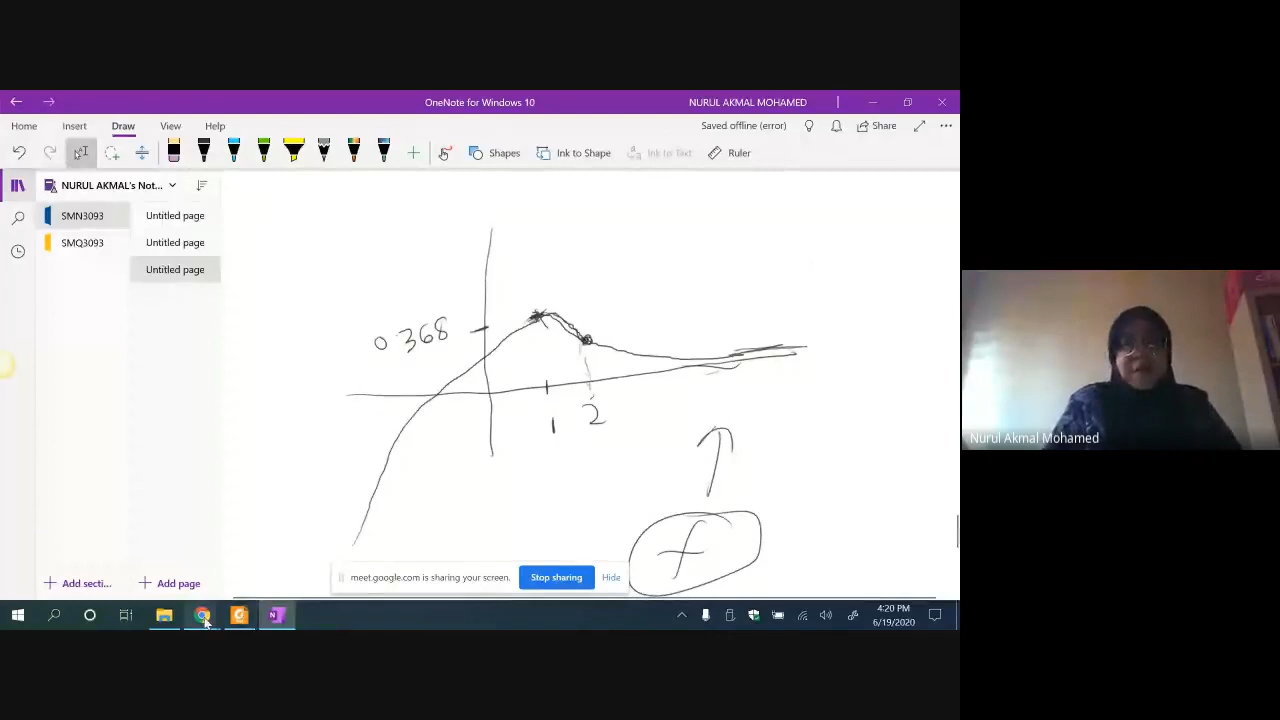 OneNote for Windows 10
NURUL AKMAL MOHAMED
Home
Insert
Draw
View
Help
Saved offline (error)
Share
Shapes
Ink to Shape
Ink to Text
Ruler
NURUL AKMAL's Not...
SMN3093
SMQ3093
Untitled page
Untitled page
Untitled page
0.368
1
2
f
Nurul Akmal Mohamed
meet.google.com is sharing your screen.
Stop sharing
Hide
Add secti...
Add page
4:20 PM
6/19/2020